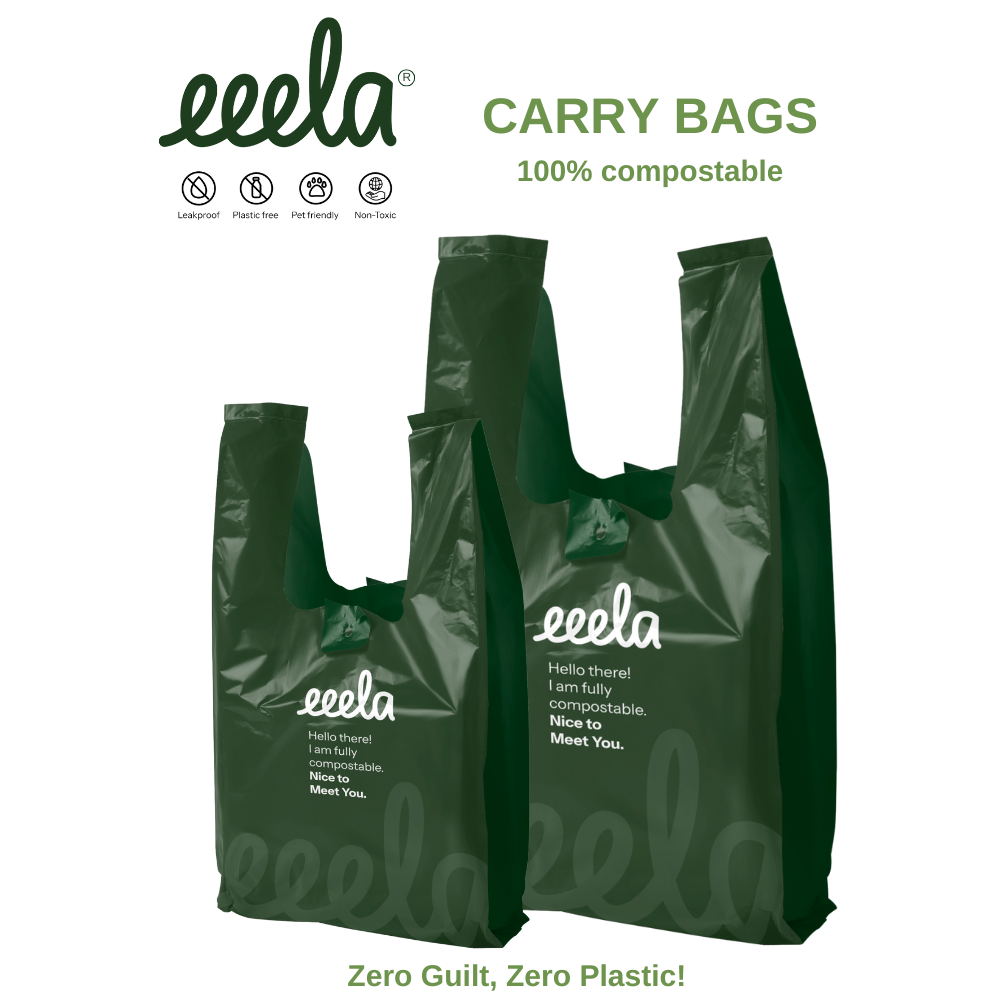 eeela®
Leakproof Plastic free Pet friendly Non-Toxic
CARRY BAGS
100% compostable
eeela
Hello there!
I am fully
compostable.
Nice to
Meet You.
eeela
eeela
Hello there!
I am fully
compostable.
Nice to
Meet You.
eeela
Zero Guilt, Zero Plastic!